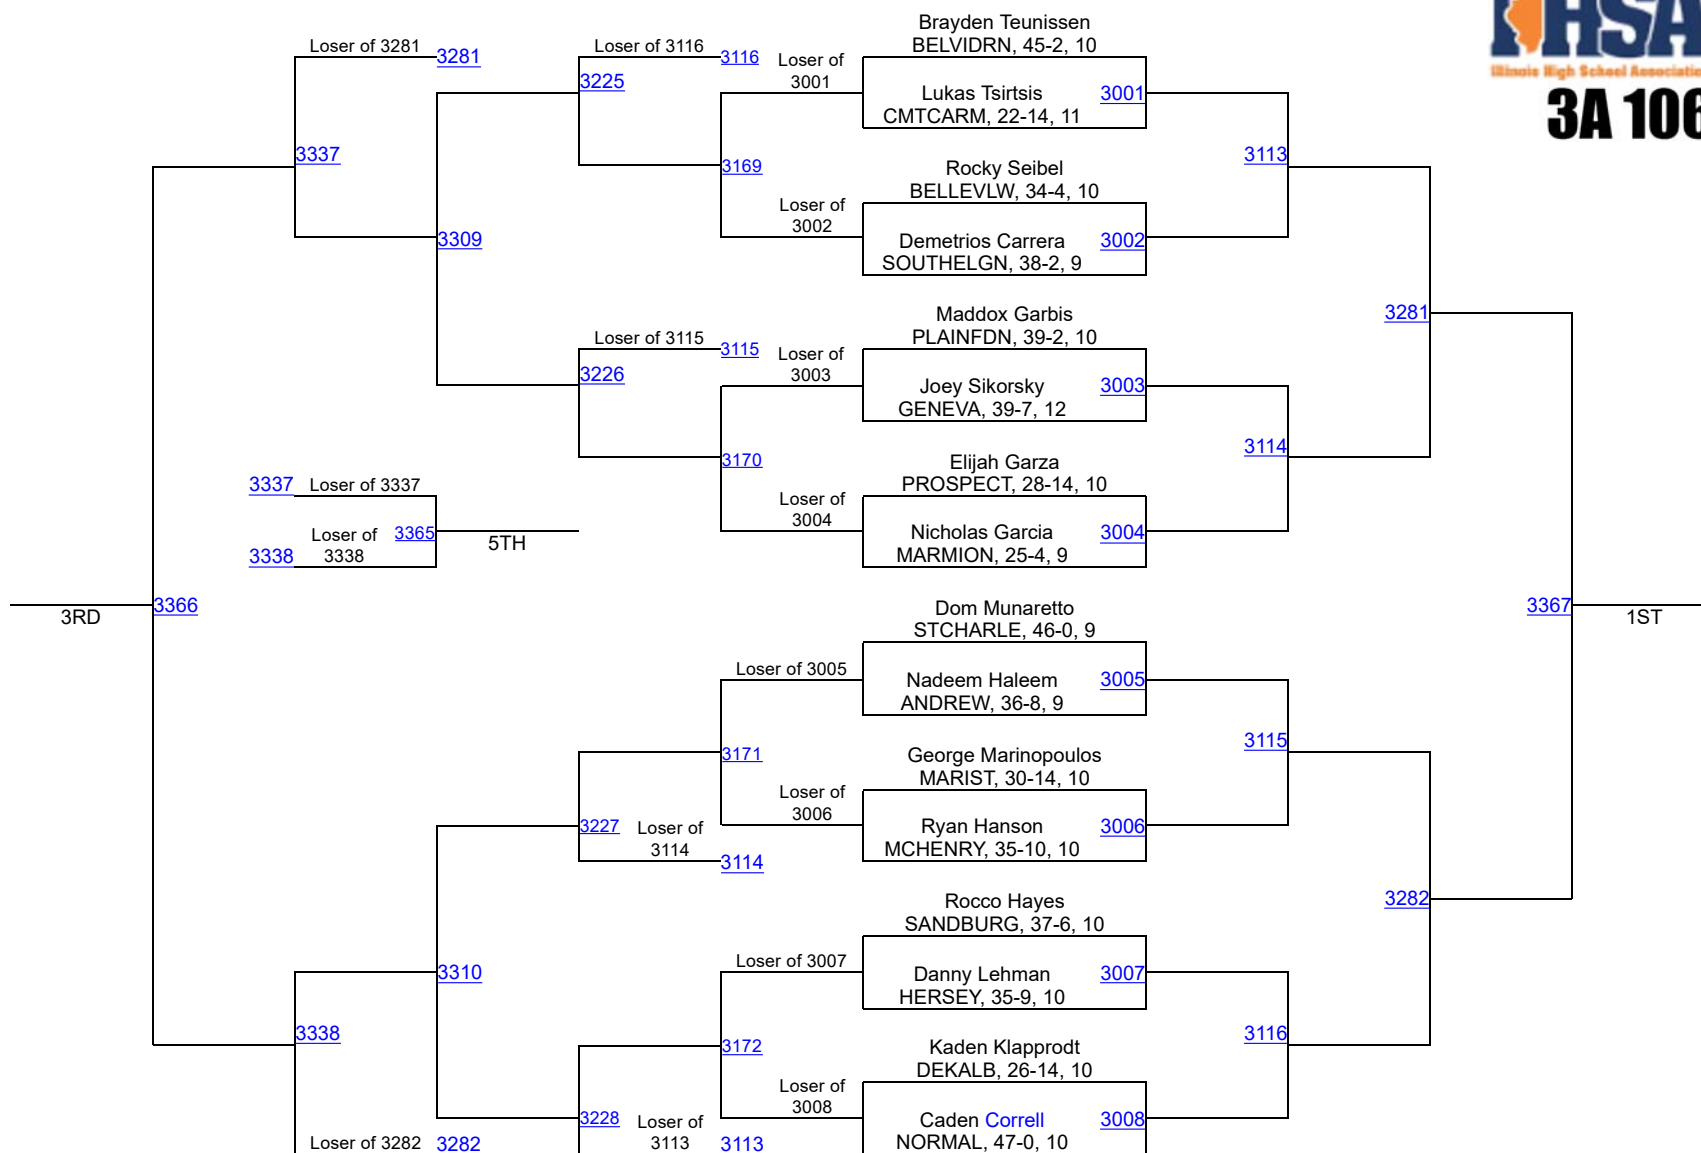 IHSA
Illinois High School Association
3A 106
Brayden Teunissen
BELVIDRN, 45-2, 10
Loser of 3281
3281
Loser of 3116
3116
Loser of
3001
3225
Lukas Tsirtsis
CMTCARM, 22-14, 11
3001
3337
3113
3169
Rocky Seibel
BELLEVLW, 34-4, 10
Loser of
3002
3309
Demetrios Carrera
SOUTHELGN, 38-2, 9
3002
Maddox Garbis
PLAINFDN, 39-2, 10
3281
Loser of 3115
3115
Loser of
3003
3226
Joey Sikorsky
GENEVA, 39-7, 12
3003
3114
3170
Elijah Garza
PROSPECT, 28-14, 10
3337
Loser of 3337
Loser of
3004
Loser of
3338
3338
3365
5TH
Nicholas Garcia
MARMION, 25-4, 9
3004
3366
3RD
Dom Munaretto
STCHARLE, 46-0, 9
3367
1ST
Loser of 3005
Nadeem Haleem
ANDREW, 36-8, 9
3005
3115
3171
George Marinopoulos
MARIST, 30-14, 10
Loser of
3006
3227
Loser of
3114
3114
Ryan Hanson
MCHENRY, 35-10, 10
3006
Rocco Hayes
SANDBURG, 37-6, 10
3282
Loser of 3007
3310
Danny Lehman
HERSEY, 35-9, 10
3007
3338
3172
3116
Kaden Klapprodt
DEKALB, 26-14, 10
Loser of
3008
3228
Loser of
3113
3113
Caden Correll
NORMAL, 47-0, 10
3008
Loser of 3282
3282